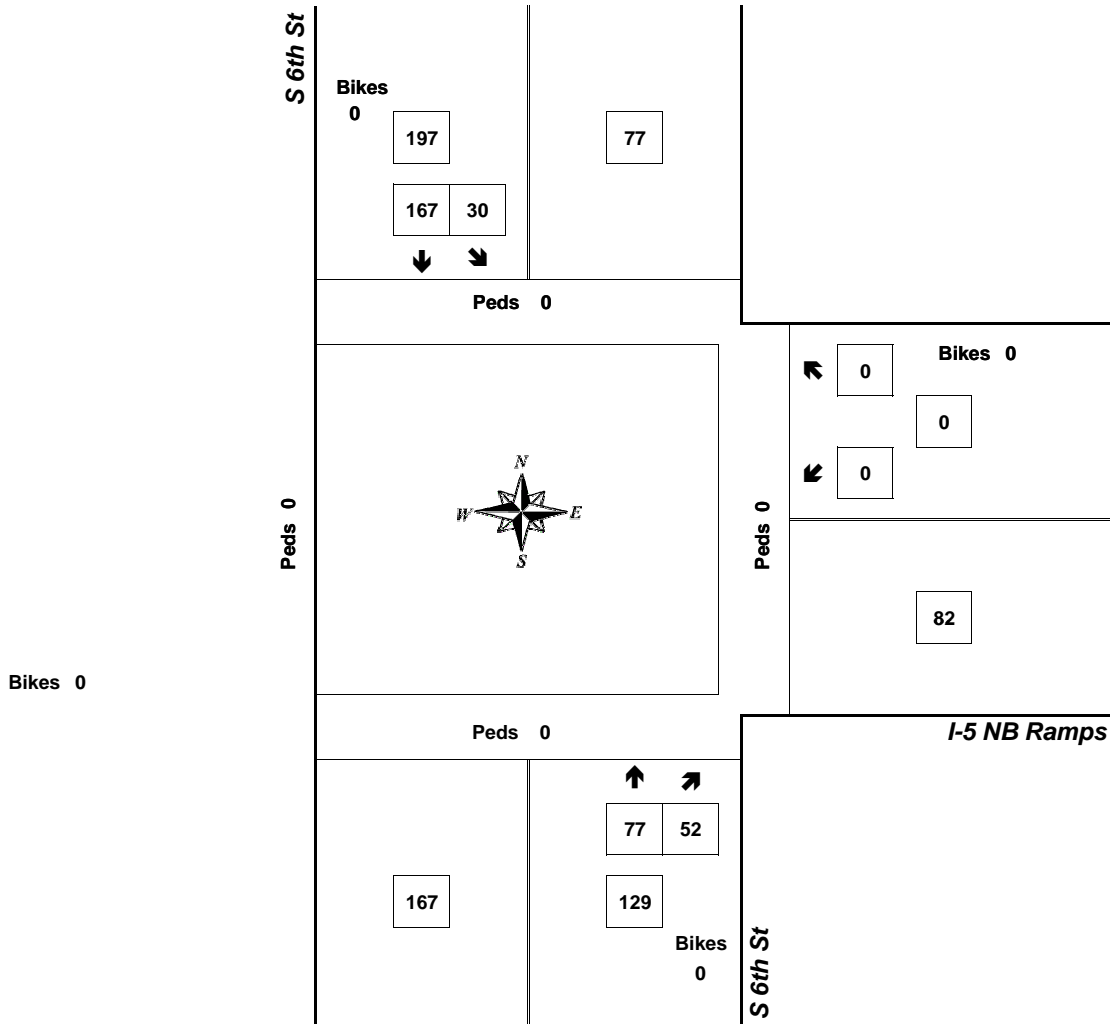 S 6th St
Bikes
0
197
77
167 30
Peds 0
Bikes 0
0
0
0
N
W E
S
Peds 0
Peds 0
82
Bikes 0
Peds 0
I-5 NB Ramps
77 52
167
129
Bikes
0
S 6th St